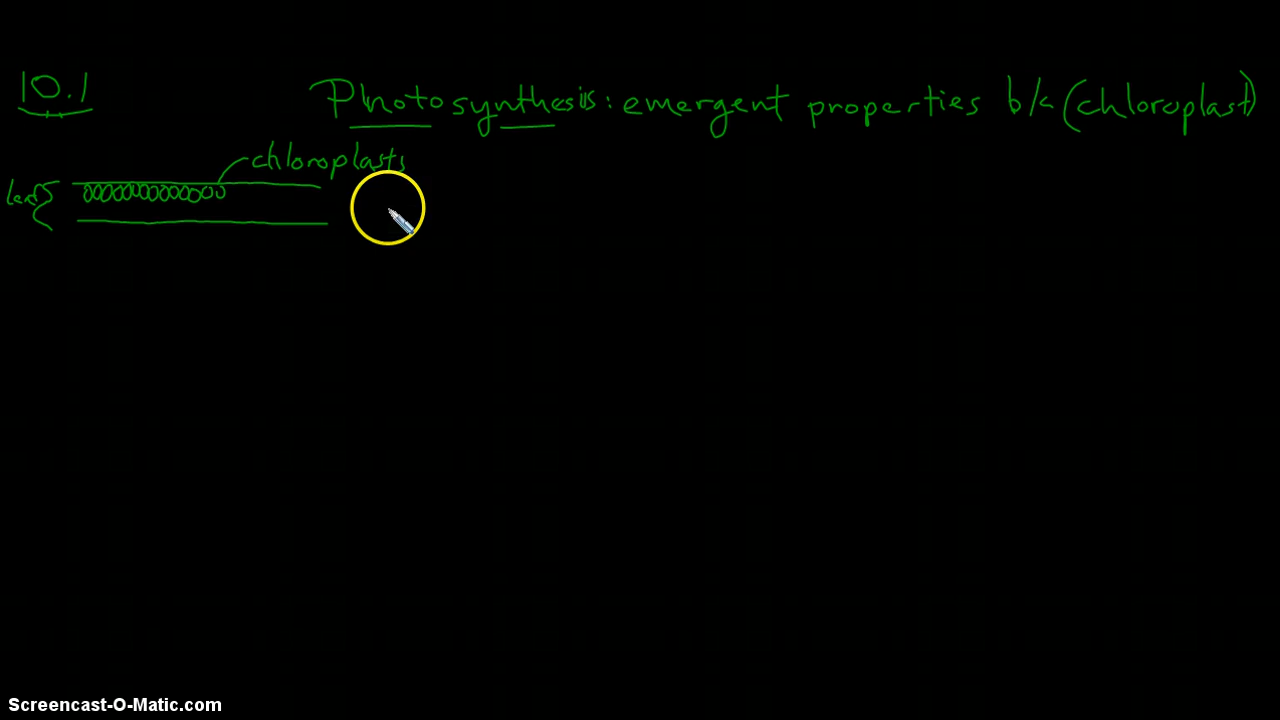 10.1
Photosynthesis: emergent properties b/c (chloroplast)
chloroplasts
leaf
Screencast-O-Matic.com